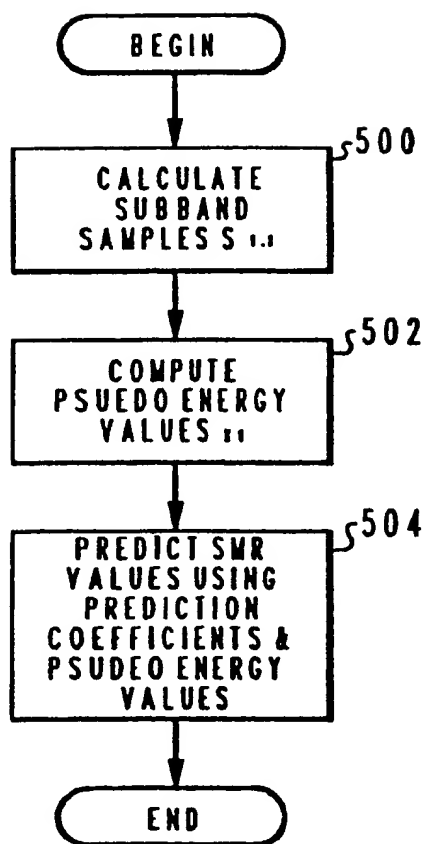 BEGIN
500
CALCULATE
SUBBAND
SAMPLES S
502
COMPUTE
PSUEDO ENERGY
VALUES
504
PREDICT SMR
VALUES USING
PREDICTION
COEFFICIENTS &
PSUDEO ENERGY
VALUES
END